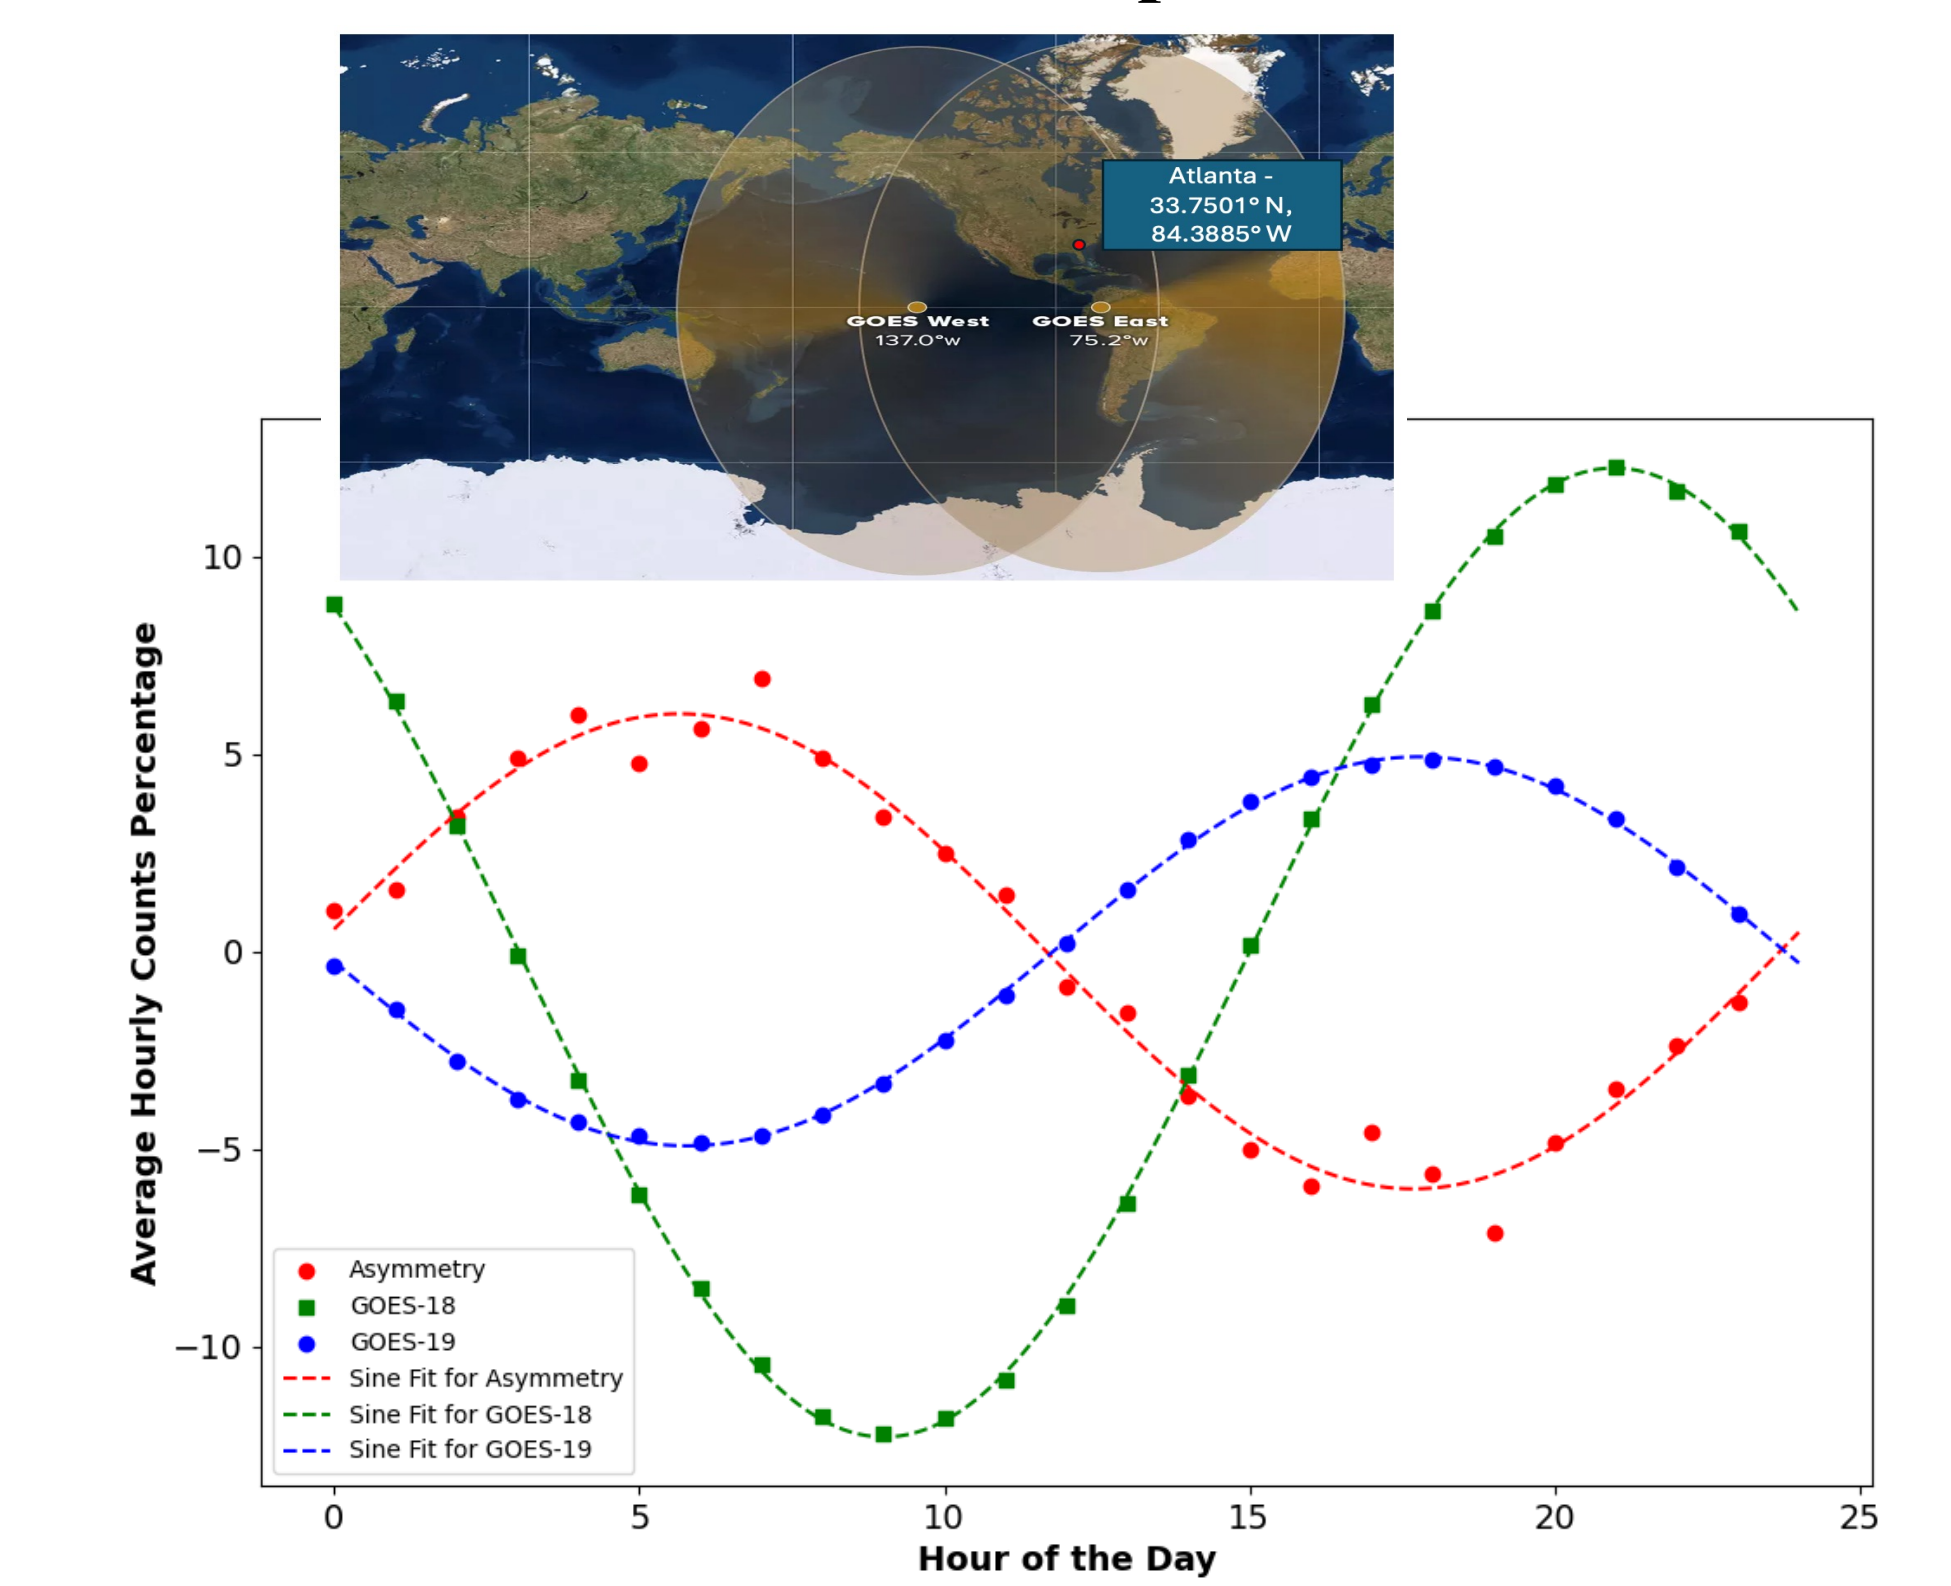 Atlanta -
33.7501° N,
84.3885° W
GOES West
137.0°w
GOES East
75.2°w
10
5
0
−5
−10
Average Hourly Counts Percentage
Asymmetry
GOES-18
GOES-19
Sine Fit for Asymmetry
Sine Fit for GOES-18
Sine Fit for GOES-19
0 5 10 15 20 25
Hour of the Day